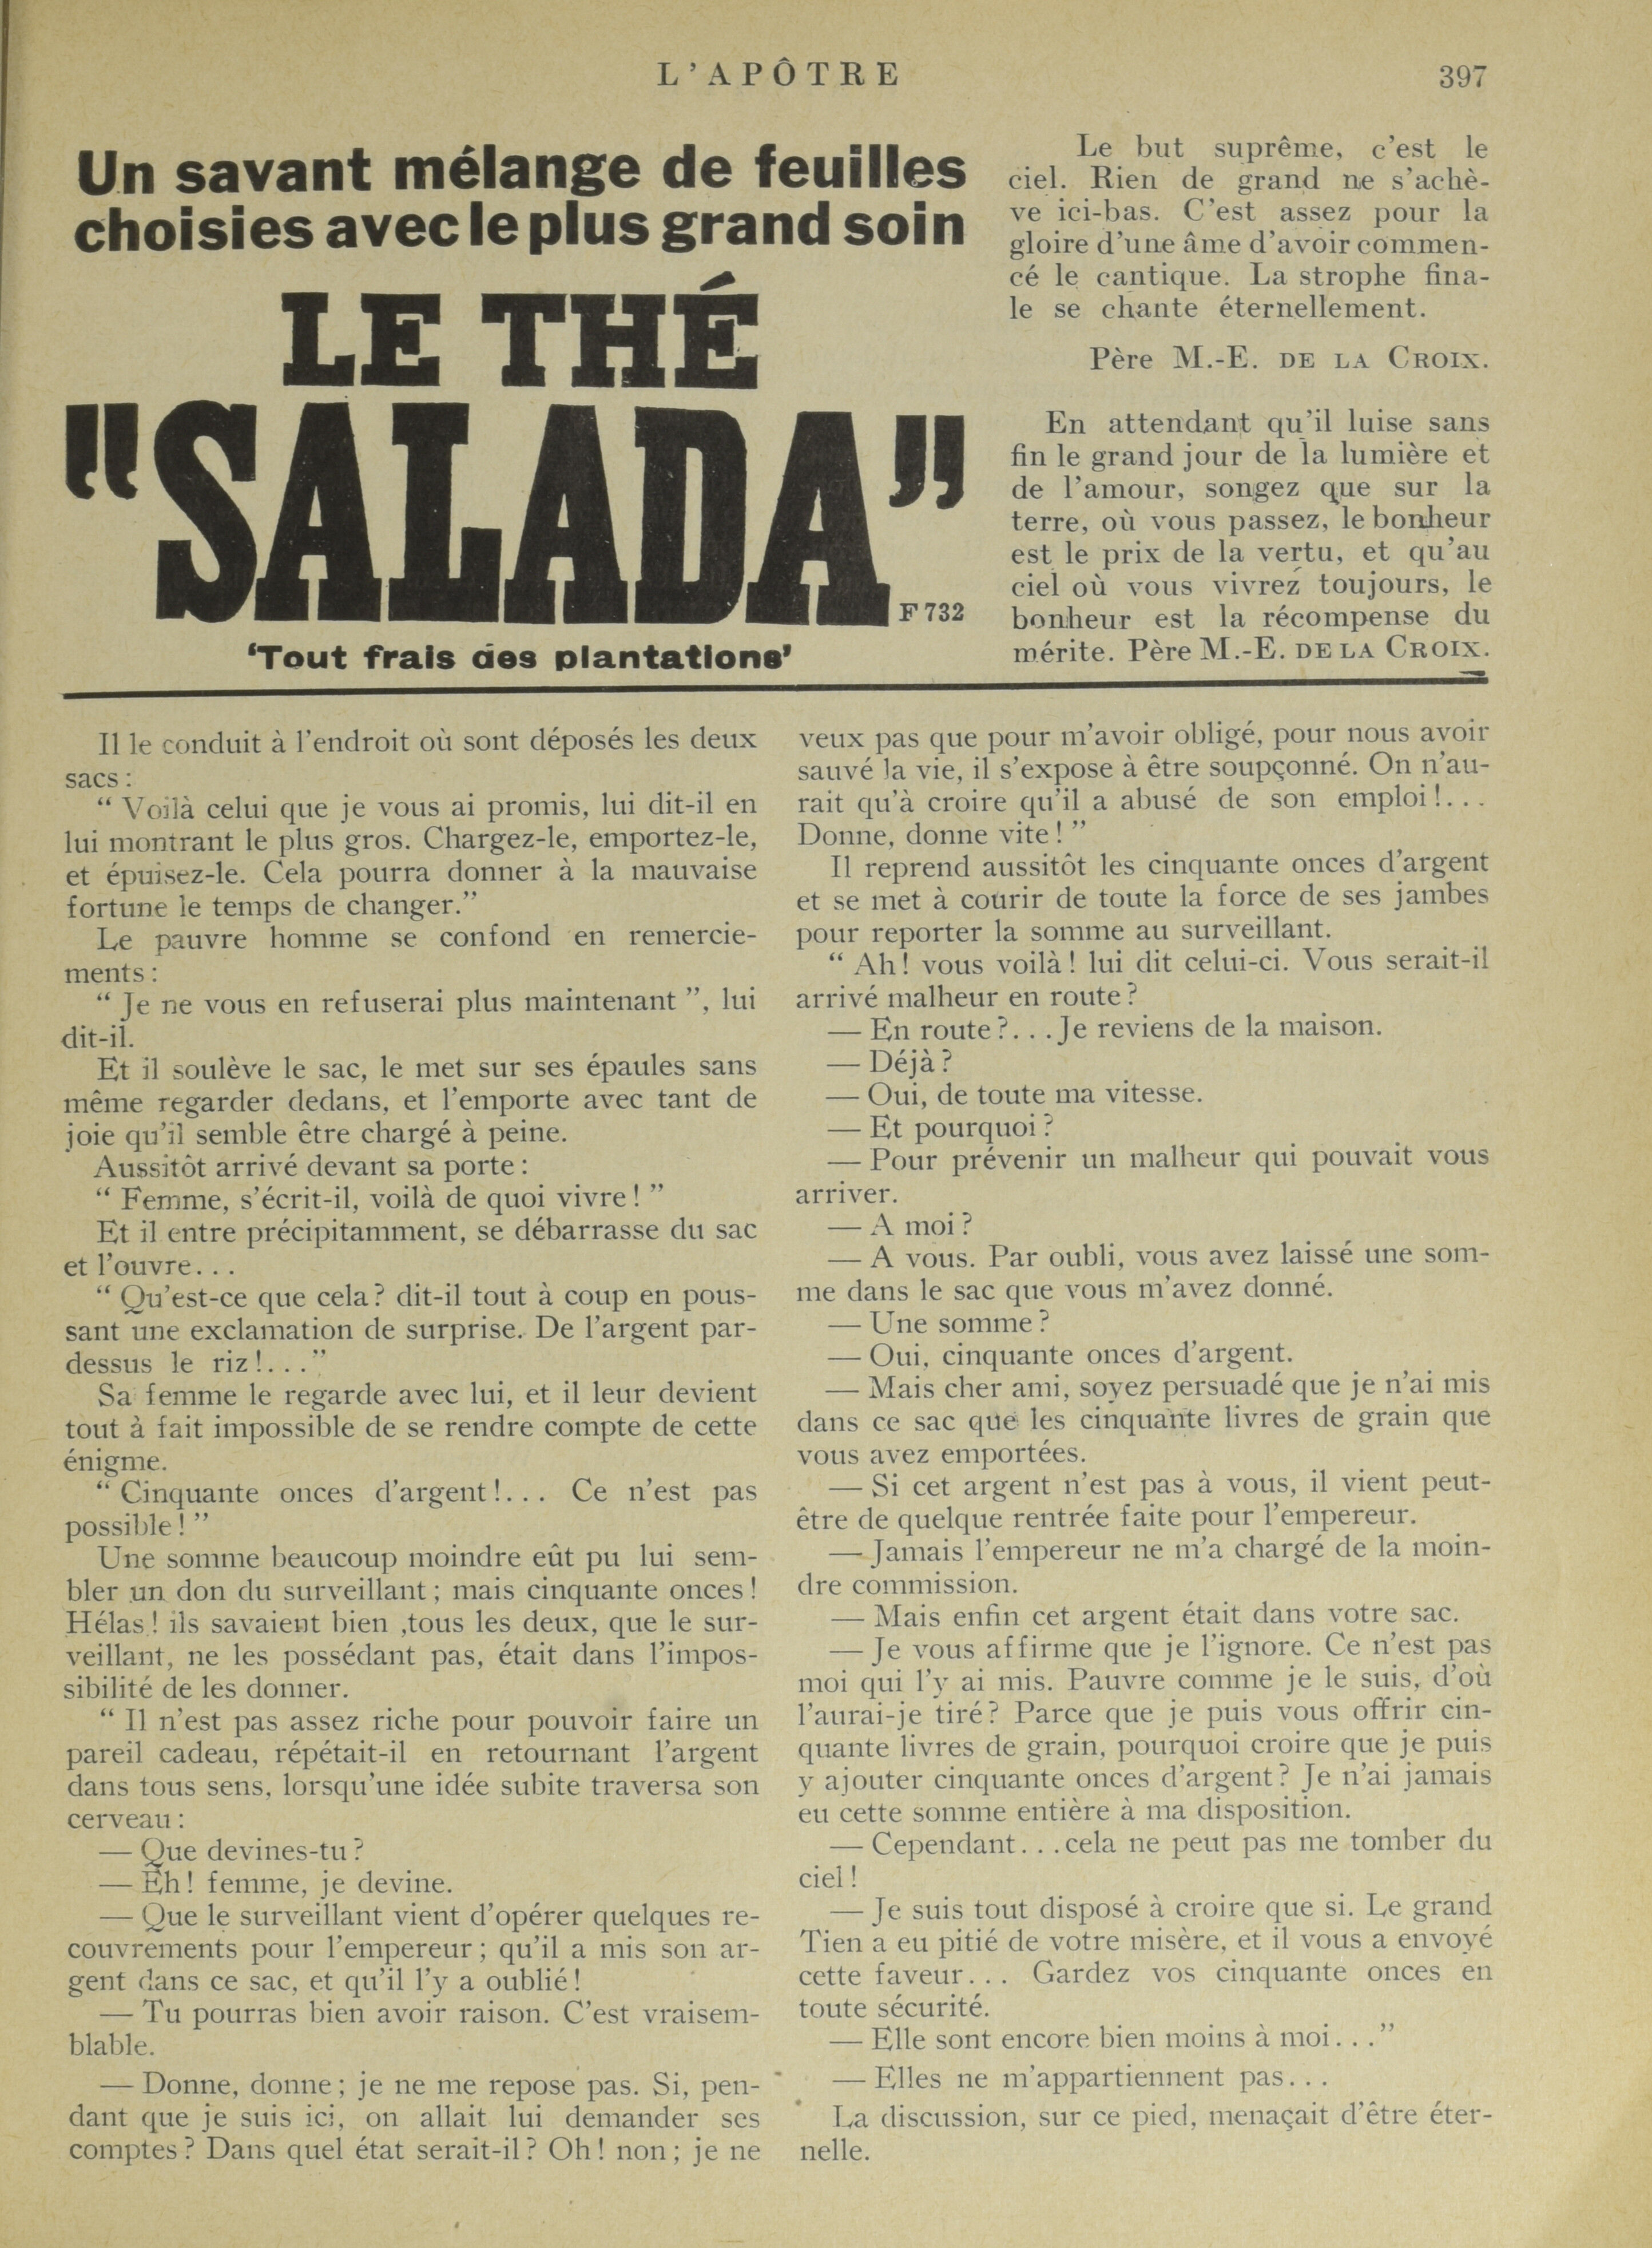 L'APÔTRE
397
Un savant mélange de feuilles
choisies avec le plus grand soin
LE THÉ
"SALADA"
F 732
'Tout frais des plantations'
Le but suprême, c'est le
ciel. Rien de grand ne s'achè-
ve ici-bas. C'est assez pour la
gloire d'une âme d'avoir commen-
cé le cantique. La strophe fina-
le se chante éternellement.
Père M.-E. DE LA CROIX.
En attendant qu'il luise sans
fin le grand jour de la lumière et
de l'amour, songez que sur la
terre, où vous passez, le bonheur
est le prix de la vertu, et qu'au
ciel où vous vivrez toujours, le
bonheur est la récompense du
mérite. Père M.-E. DE LA CROIX.
Il le conduit à l'endroit où sont déposés les deux
sacs :
" Voilà celui que je vous ai promis, lui dit-il en
lui montrant le plus gros. Chargez-le, emportez-le,
et épuisez-le. Cela pourra donner à la mauvaise
fortune le temps de changer."
Le pauvre homme se confond en remercie-
ments :
" Je ne vous en refuserai plus maintenant ", lui
dit-il.
Et il soulève le sac, le met sur ses épaules sans
même regarder dedans, et l'emporte avec tant de
joie qu'il semble être chargé à peine.
Aussitôt arrivé devant sa porte :
" Femme, s'écrit-il, voilà de quoi vivre ! "
Et il entre précipitamment, se débarrasse du sac
et l'ouvre. . .
" Qu'est-ce que cela ? dit-il tout à coup en pous-
sant une exclamation de surprise. De l'argent par-
dessus le riz !. . ."
Sa femme le regarde avec lui, et il leur devient
tout à fait impossible de se rendre compte de cette
énigme.
" Cinquante onces d'argent !. . . Ce n'est pas
possible ! "
Une somme beaucoup moindre eût pu lui sem-
bler un don du surveillant ; mais cinquante onces !
Hélas ! ils savaient bien ,tous les deux, que le sur-
veillant, ne les possédant pas, était dans l'impos-
sibilité de les donner.
" Il n'est pas assez riche pour pouvoir faire un
pareil cadeau, répétait-il en retournant l'argent
dans tous sens, lorsqu'une idée subite traversa son
cerveau :
— Que devines-tu ?
— Eh ! femme, je devine.
— Que le surveillant vient d'opérer quelques re-
couvrements pour l'empereur ; qu'il a mis son ar-
gent dans ce sac, et qu'il l'y a oublié !
— Tu pourras bien avoir raison. C'est vraisem-
blable.
— Donne, donne ; je ne me repose pas. Si, pen-
dant que je suis ici, on allait lui demander ses
comptes ? Dans quel état serait-il ? Oh ! non ; je ne
veux pas que pour m'avoir obligé, pour nous avoir
sauvé la vie, il s'expose à être soupçonné. On n'au-
rait qu'à croire qu'il a abusé de son emploi !. . .
Donne, donne vite ! "
Il reprend aussitôt les cinquante onces d'argent
et se met à courir de toute la force de ses jambes
pour reporter la somme au surveillant.
" Ah ! vous voilà ! lui dit celui-ci. Vous serait-il
arrivé malheur en route ?
— En route ?. . . Je reviens de la maison.
— Déjà ?
— Oui, de toute ma vitesse.
— Et pourquoi ?
— Pour prévenir un malheur qui pouvait vous
arriver.
— A moi ?
— A vous. Par oubli, vous avez laissé une som-
me dans le sac que vous m'avez donné.
— Une somme ?
— Oui, cinquante onces d'argent.
— Mais cher ami, soyez persuadé que je n'ai mis
dans ce sac que les cinquante livres de grain que
vous avez emportées.
— Si cet argent n'est pas à vous, il vient peut-
être de quelque rentrée faite pour l'empereur.
— Jamais l'empereur ne m'a chargé de la moin-
dre commission.
— Mais enfin cet argent était dans votre sac.
— Je vous affirme que je l'ignore. Ce n'est pas
moi qui l'y ai mis. Pauvre comme je le suis, d'où
l'aurai-je tiré ? Parce que je puis vous offrir cin-
quante livres de grain, pourquoi croire que je puis
y ajouter cinquante onces d'argent ? Je n'ai jamais
eu cette somme entière à ma disposition.
— Cependant. . . cela ne peut pas me tomber du
ciel !
— Je suis tout disposé à croire que si. Le grand
Tien a eu pitié de votre misère, et il vous a envoyé
cette faveur. . . Gardez vos cinquante onces en
toute sécurité.
— Elle sont encore bien moins à moi. . ."
— Elles ne m'appartiennent pas. . .
La discussion, sur ce pied, menaçait d'être éter-
nelle.